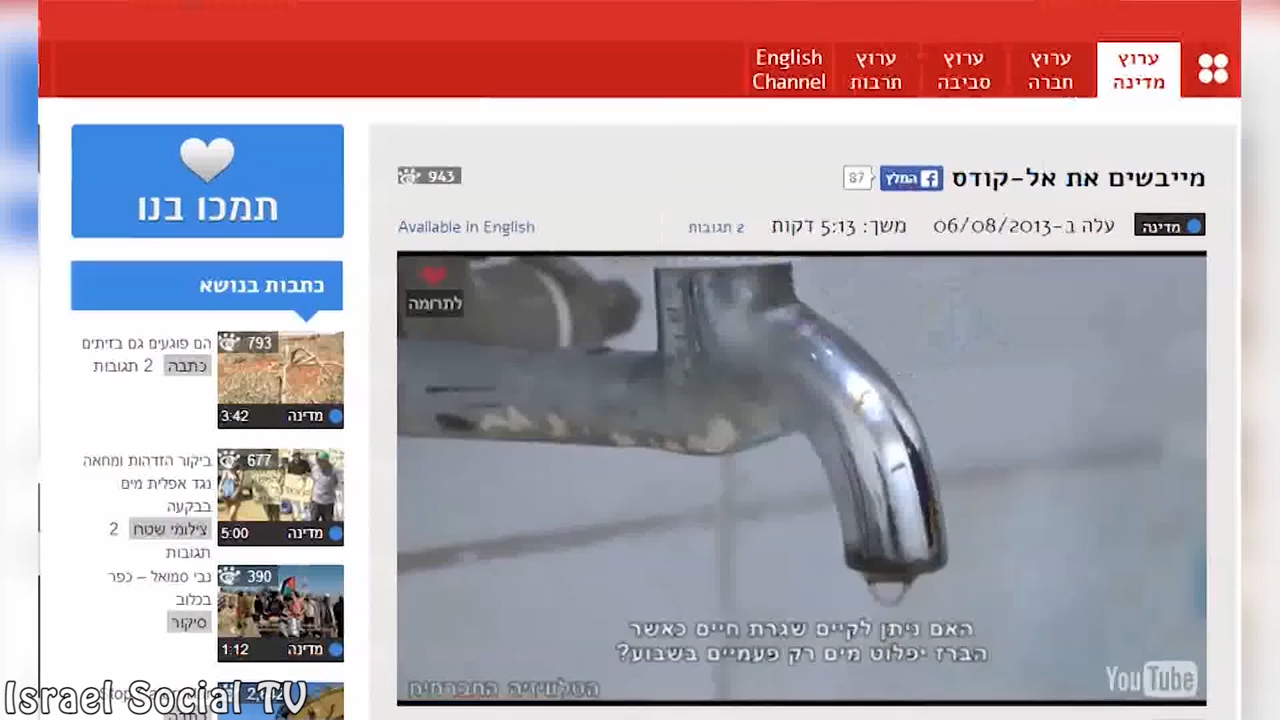 ערוץ מדינה
ערוץ חברה
ערוץ סביבה
ערוץ תרבות
English Channel
מייבשים את אל-קודס
המלץ
87
943
מדינה
עלה ב-06/08/2013
משך: 5:13 דקות
2 תגובות
Available in English
לתרומה
האם ניתן לקיים שגרת חיים כאשר
הברז יפלוט מים רק פעמיים בשבוע?
הטלוויזיה החברתית
YouTube
תמכו בנו
כתבות בנושא
793
הם פוגעים גם בזיתים
כתבה 2 תגובות
3:42 מדינה
677
ביקור הזדהות ומחאה
נגד אפליית מים
בבקעה
צילומי שטח 2
תגובות
5:00 מדינה
390
נבי סמואל – כפר
בכלוב
סיקור
1:12 מדינה
Israel Social TV